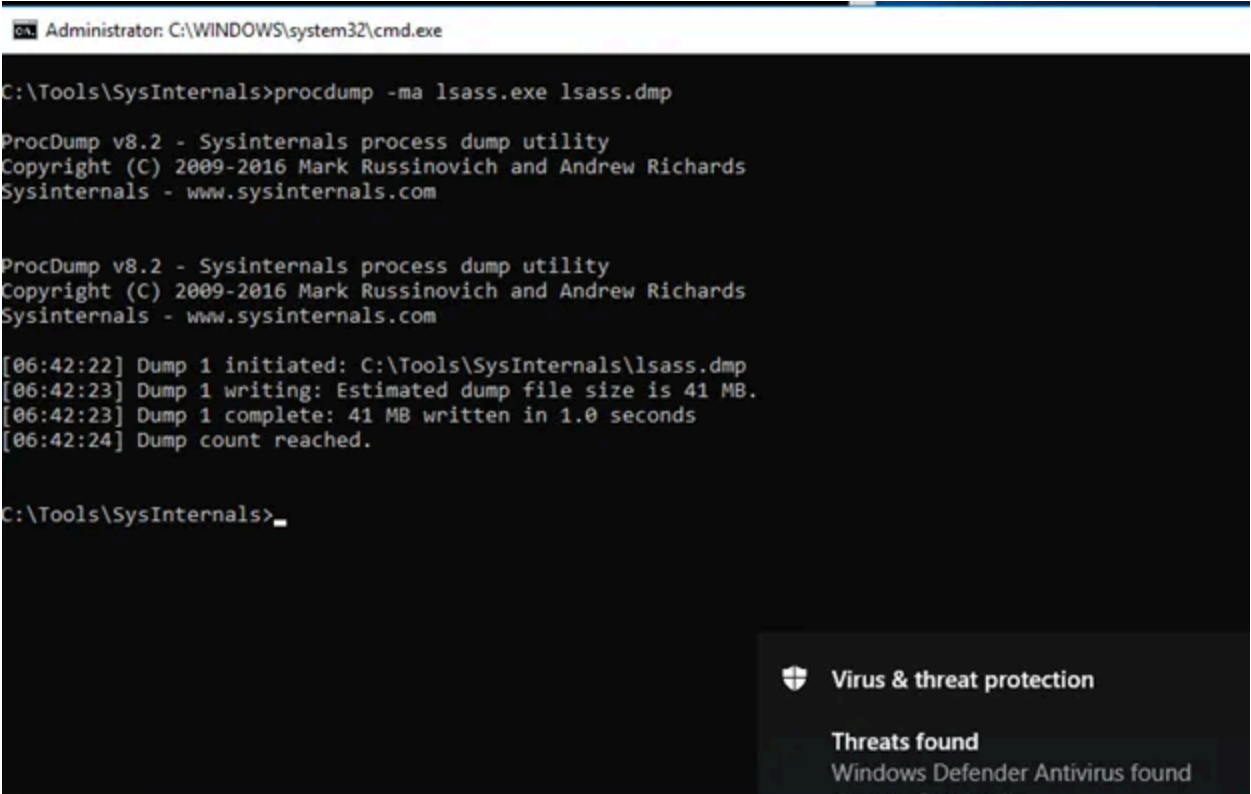 Administrator: C:\WINDOWS\system32\cmd.exe
C:\Tools\SysInternals>procdump -ma lsass.exe lsass.dmp
ProcDump v8.2 - Sysinternals process dump utility
Copyright (C) 2009-2016 Mark Russinovich and Andrew Richards
Sysinternals - www.sysinternals.com
ProcDump v8.2 - Sysinternals process dump utility
Copyright (C) 2009-2016 Mark Russinovich and Andrew Richards
Sysinternals - www.sysinternals.com
[06:42:22] Dump 1 initiated: C:\Tools\SysInternals\lsass.dmp
[06:42:23] Dump 1 writing: Estimated dump file size is 41 MB.
[06:42:23] Dump 1 complete: 41 MB written in 1.0 seconds
[06:42:24] Dump count reached.
C:\Tools\SysInternals>
Virus & threat protection
Threats found
Windows Defender Antivirus found